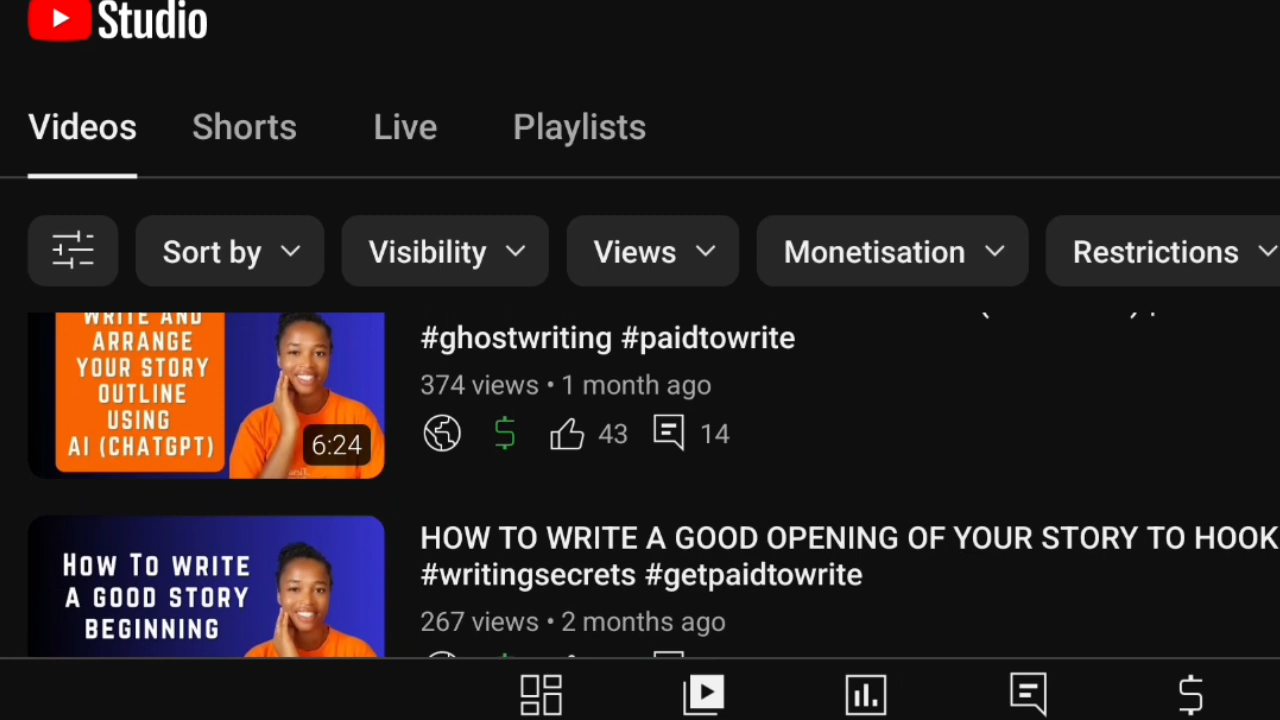 Studio
Videos Shorts Live Playlists
Sort by Visibility Views Monetisation Restrictions
WRITE AND
ARRANGE
YOUR STORY
OUTLINE
USING
AI (CHATGPT)
6:24
#ghostwriting #paidtowrite
374 views • 1 month ago
43 14
HOW TO WRITE
A GOOD STORY
BEGINNING
HOW TO WRITE A GOOD OPENING OF YOUR STORY TO HOOK
#writingsecrets #getpaidtowrite
267 views • 2 months ago